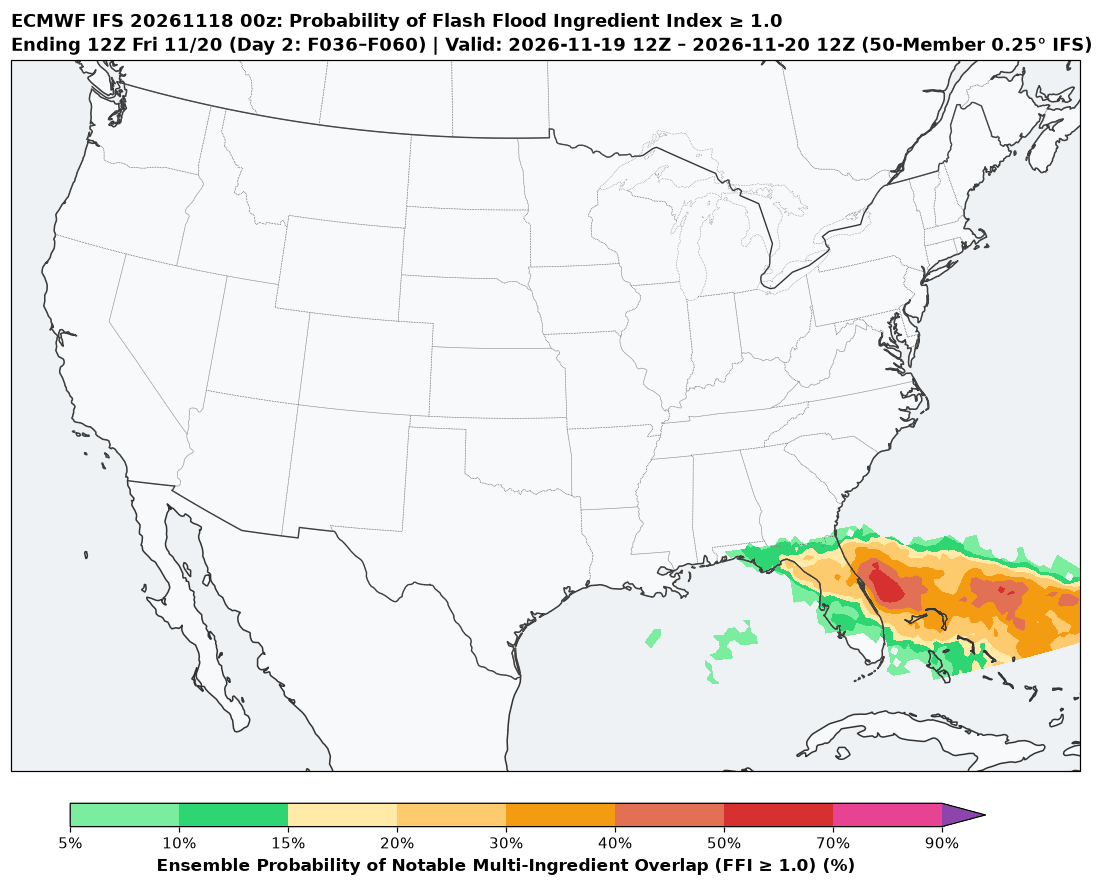 ECMWF IFS 20261118 00z: Probability of Flash Flood Ingredient Index ≥ 1.0
Ending 12Z Fri 11/20 (Day 2: F036–F060) | Valid: 2026-11-19 12Z – 2026-11-20 12Z (50-Member 0.25° IFS)
5% 10% 15% 20% 30% 40% 50% 70% 90%
Ensemble Probability of Notable Multi-Ingredient Overlap (FFI ≥ 1.0) (%)